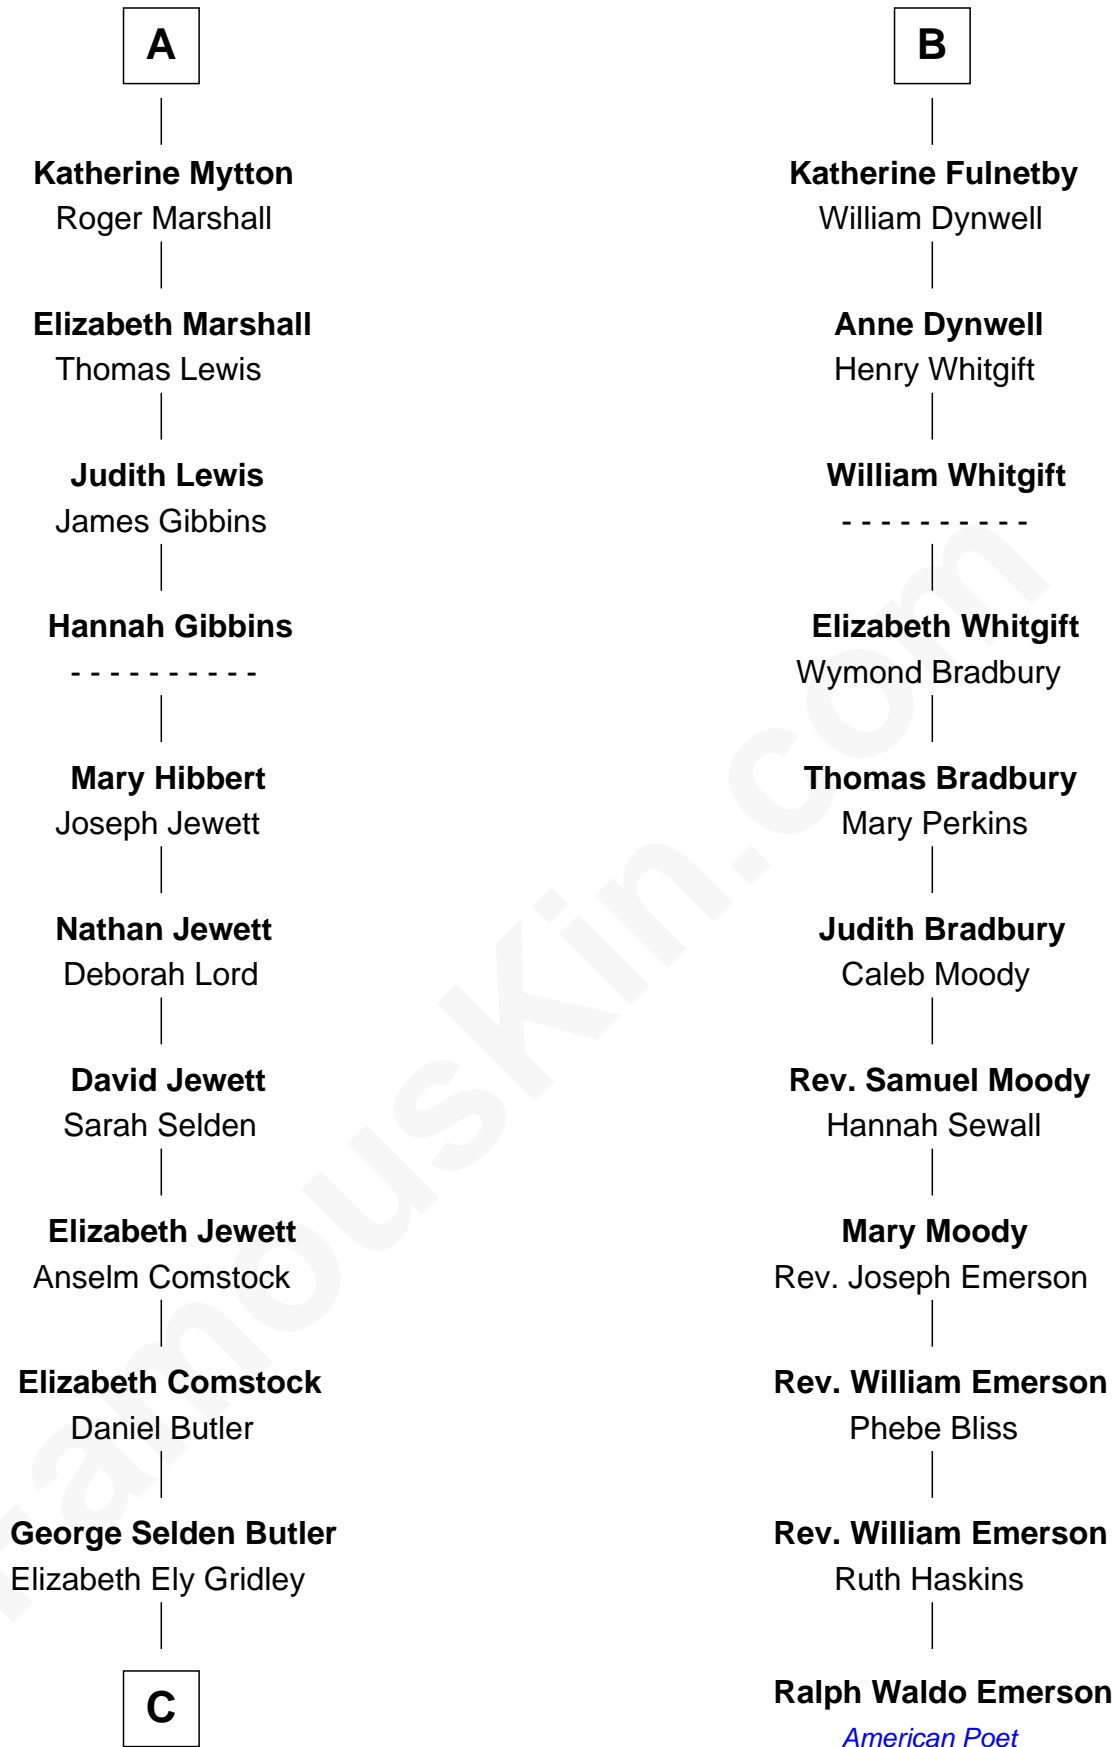 A
Katherine Mytton
Roger Marshall
Elizabeth Marshall
Thomas Lewis
Judith Lewis
James Gibbins
Hannah Gibbins
- - - - - - - - - -
Mary Hibbert
Joseph Jewett
Nathan Jewett
Deborah Lord
David Jewett
Sarah Selden
Elizabeth Jewett
Anselm Comstock
Elizabeth Comstock
Daniel Butler
George Selden Butler
Elizabeth Ely Gridley
C
B
Katherine Fulnetby
William Dynwell
Anne Dynwell
Henry Whitgift
William Whitgift
- - - - - - - - - -
Elizabeth Whitgift
Wymond Bradbury
Thomas Bradbury
Mary Perkins
Judith Bradbury
Caleb Moody
Rev. Samuel Moody
Hannah Sewall
Mary Moody
Rev. Joseph Emerson
Rev. William Emerson
Phebe Bliss
Rev. William Emerson
Ruth Haskins
Ralph Waldo Emerson
American Poet
FamousKin.com